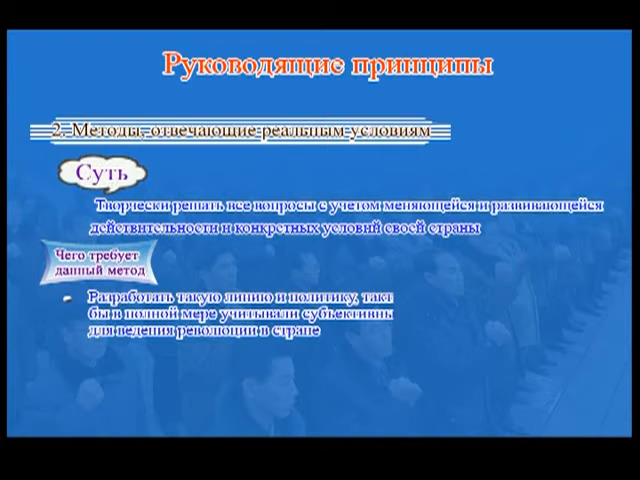 Руководящие принципы
2. Методы, отвечающие реальным условиям
Суть
Творчески решать все вопросы с учетом меняющейся и развивающейся
действительности и конкретных условий своей страны
Чего требует
данный метод
Разработать такую линию и политику, такт
бы в полной мере учитывали субъективны
для ведения революции в стране